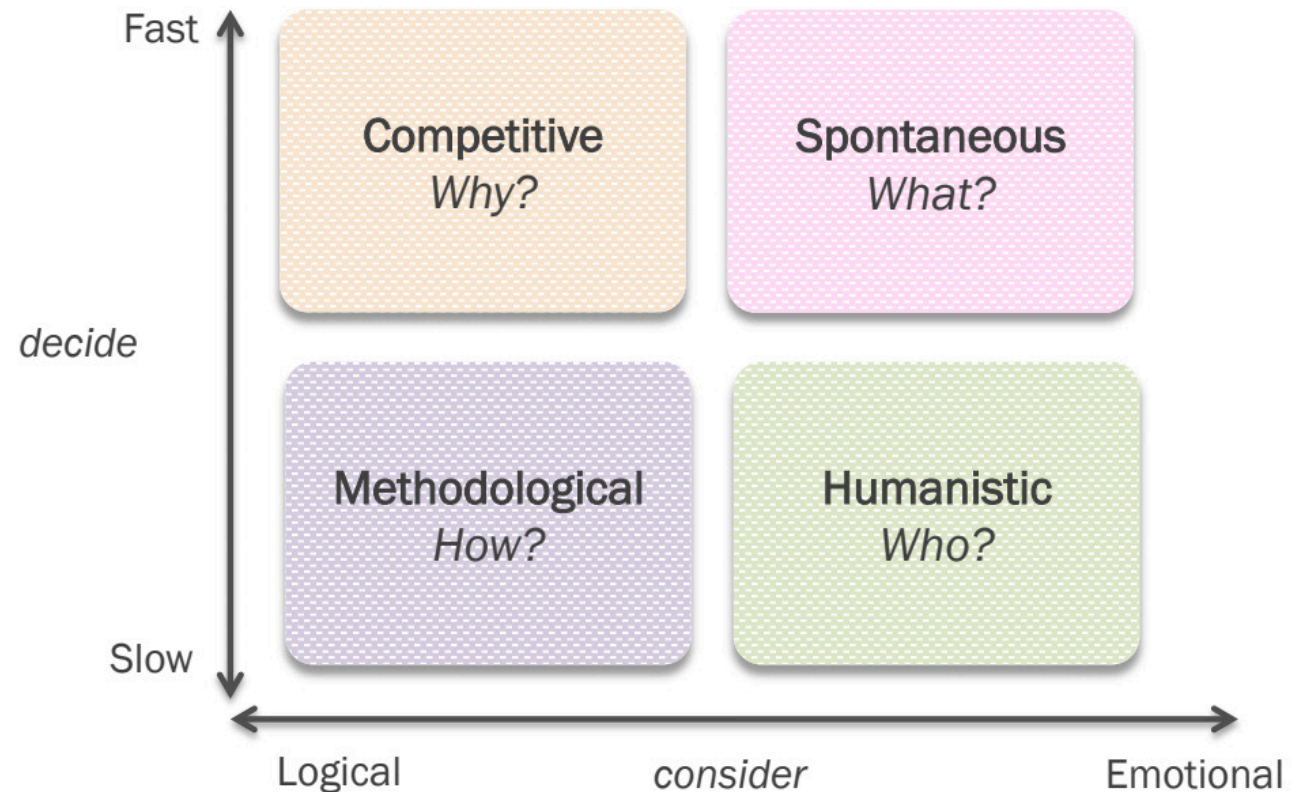 Fast
Competitive
Why?
Spontaneous
What?
decide
Methodological
How?
Humanistic
Who?
Slow
Logical
consider
Emotional